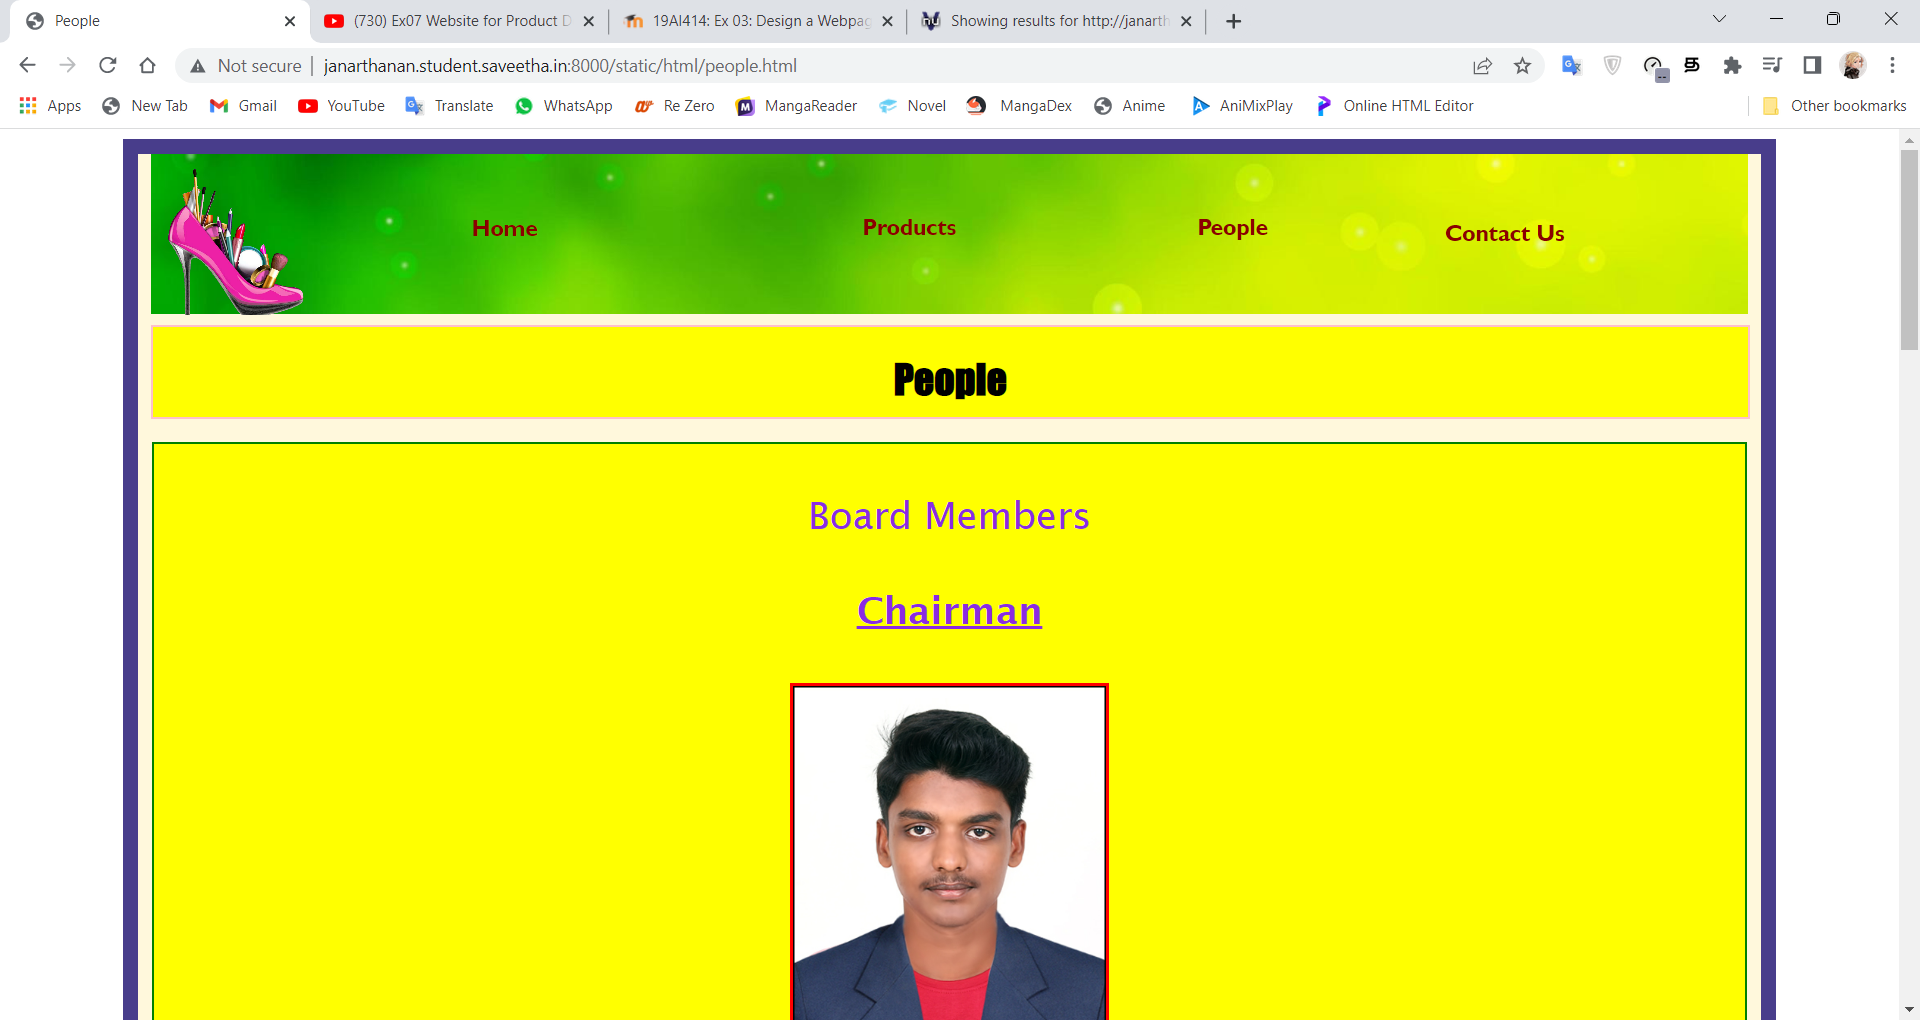 People
(730) Ex07 Website for Product D
19AI414: Ex 03: Design a Webpag
Showing results for http://janarth
Not secure
janarthanan.student.saveetha.in:8000/static/html/people.html
Apps
New Tab
Gmail
YouTube
Translate
WhatsApp
Re Zero
MangaReader
Novel
MangaDex
Anime
AniMixPlay
Online HTML Editor
Other bookmarks
Home
Products
People
Contact Us
People
Board Members
Chairman